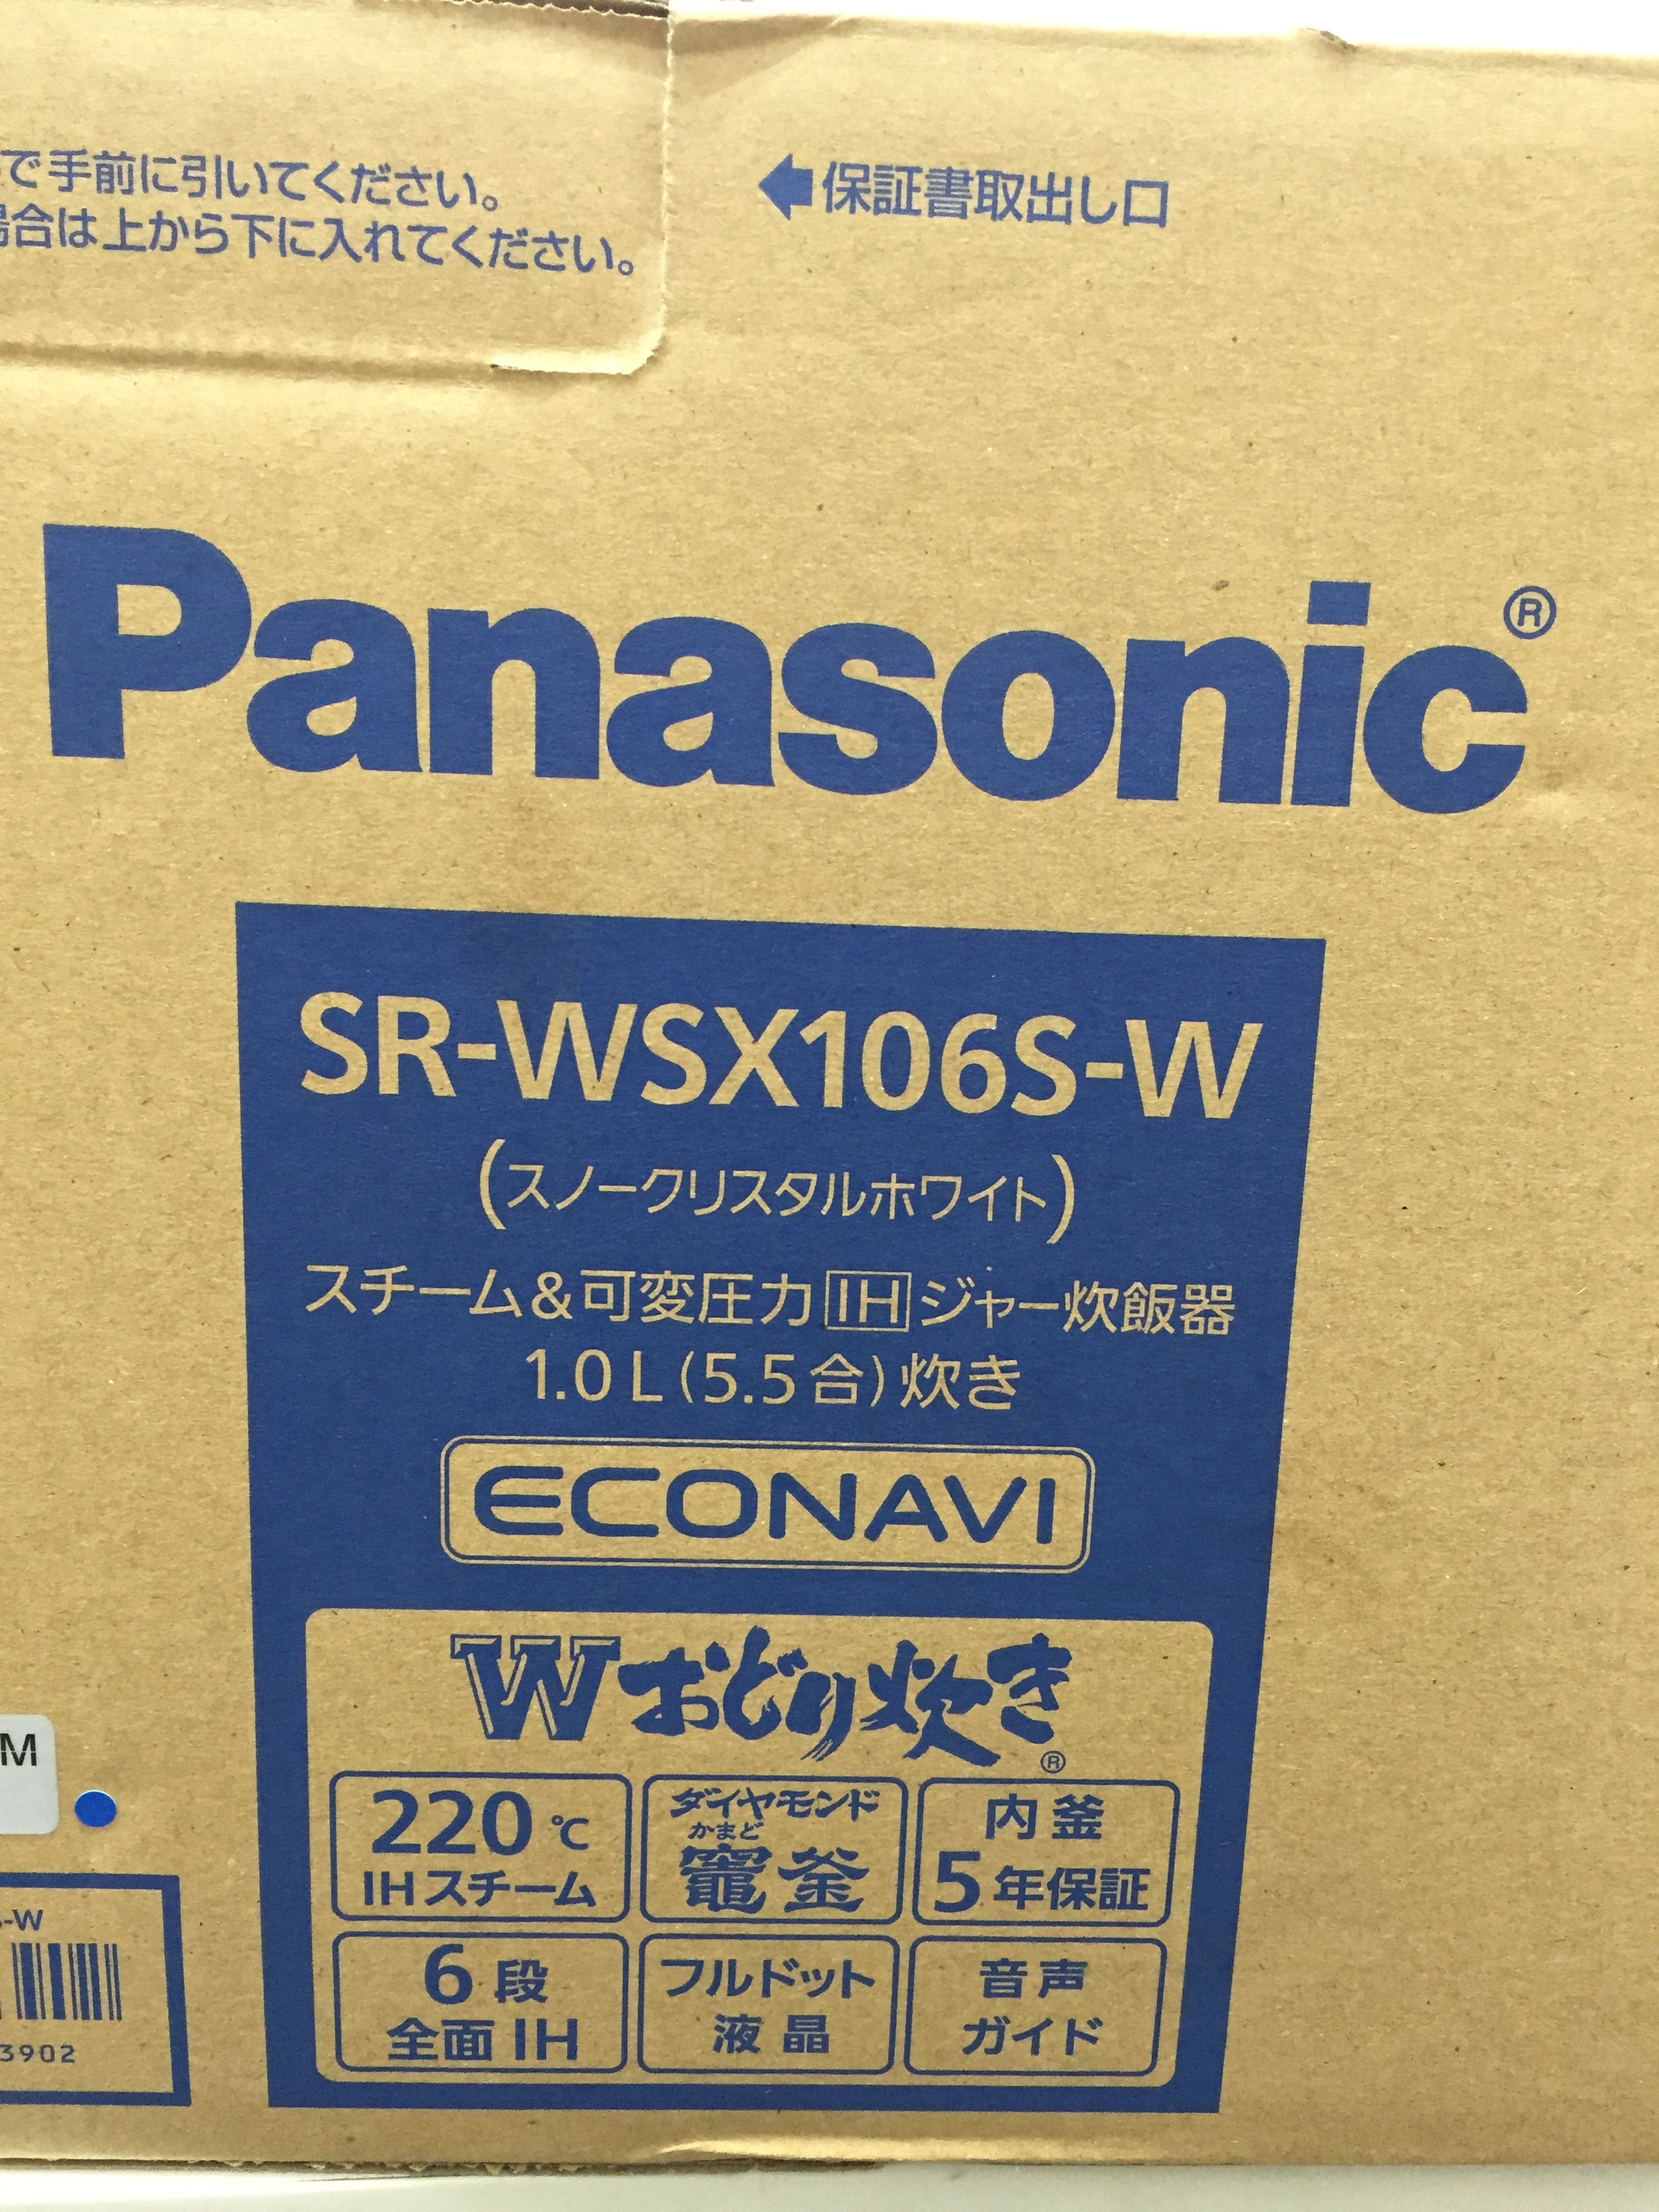 で手前に引いてください。
場合は上から下に入れてください。
保証書取出し口
Panasonic®
SR-WSX106S-W
(スノークリスタルホワイト)
スチーム&可変圧力IHジャー炊飯器
1.0L(5.5合)炊き
ECONAVI
Wおどり炊き®
220℃
IHスチーム
ダイヤモンド
かまど
竈釜
内釜
5年保証
6段
全面IH
フルドット
液晶
音声
ガイド
M
-W
3902